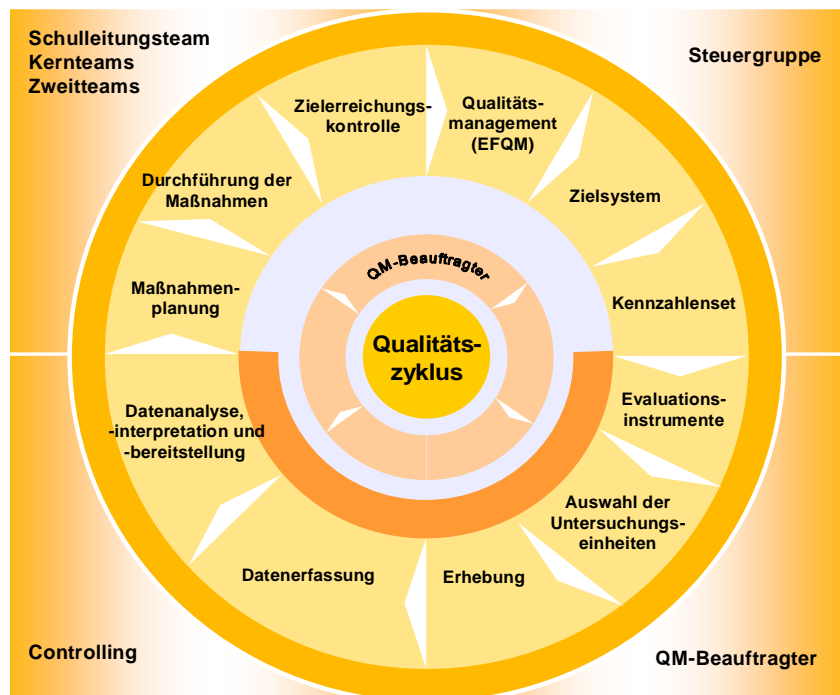 Schulleitungsteam
Kernteams
Zweitteams
Steuergruppe
Zielerreichungs-
kontrolle
Qualitäts-
management
(EFQM)
Zielsystem
Kennzahlenset
Evaluations-
instrumente
Auswahl der
Untersuchungs-
einheiten
Erhebung
Datenerfassung
Datenanalyse,
-interpretation und
-bereitstellung
Maßnahmen-
planung
Durchführung der
Maßnahmen
QM-Beauftragter
Qualitäts-
zyklus
Controlling
QM-Beauftragter